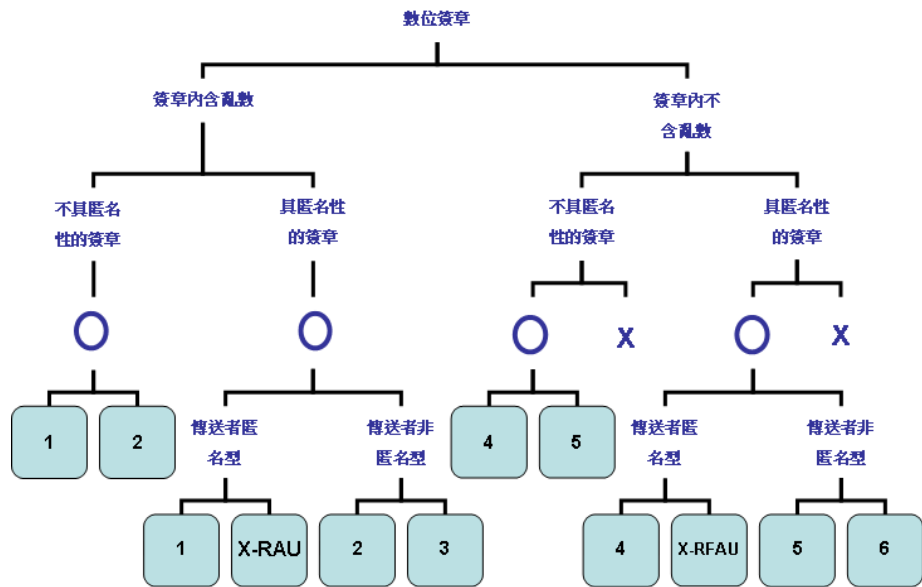 數位簽章
簽章內含亂數
簽章內不
含亂數
不具匿名
性的簽章
具匿名性
的簽章
不具匿名
性的簽章
具匿名性
的簽章
X
X
1
2
傳送者匿
名型
傳送者非
匿名型
4
5
傳送者匿
名型
傳送者非
匿名型
1
X-RAU
2
3
4
X-RFAU
5
6